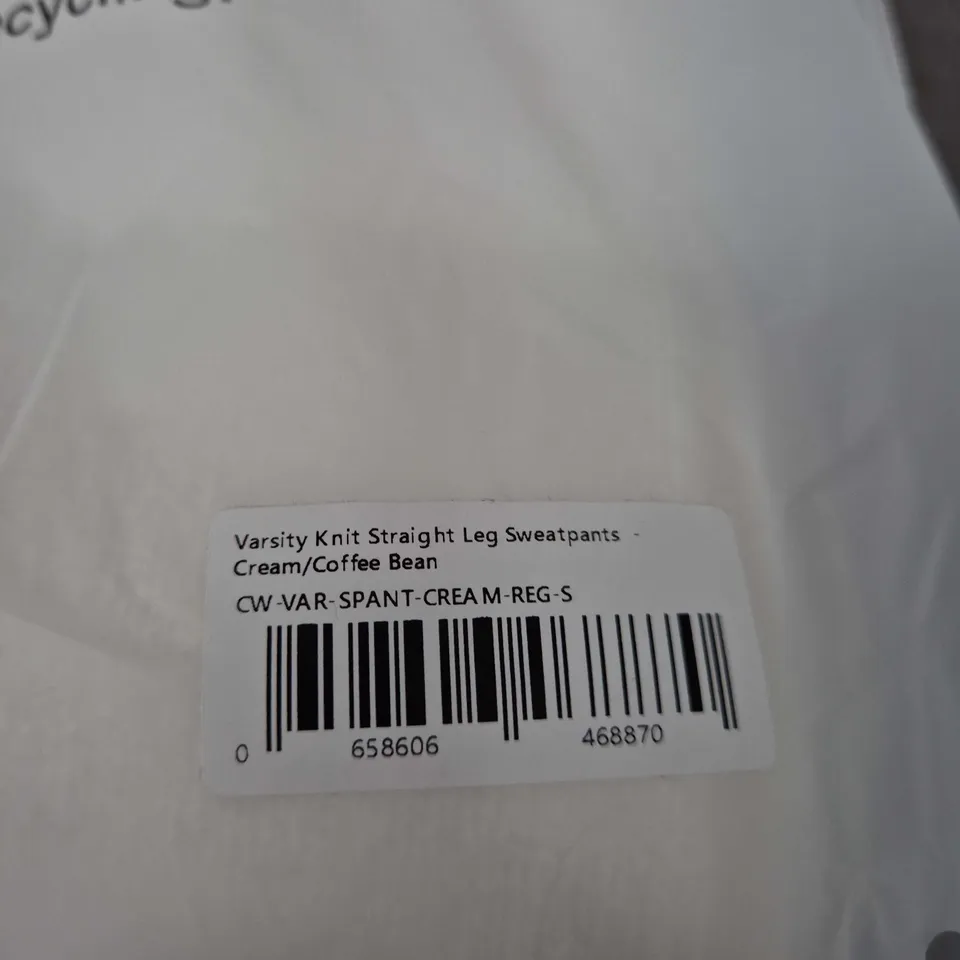 Varsity Knit Straight Leg Sweatpants -
Cream/Coffee Bean
CW-VAR-SPANT-CREAM-REG-S
0 658606 468870